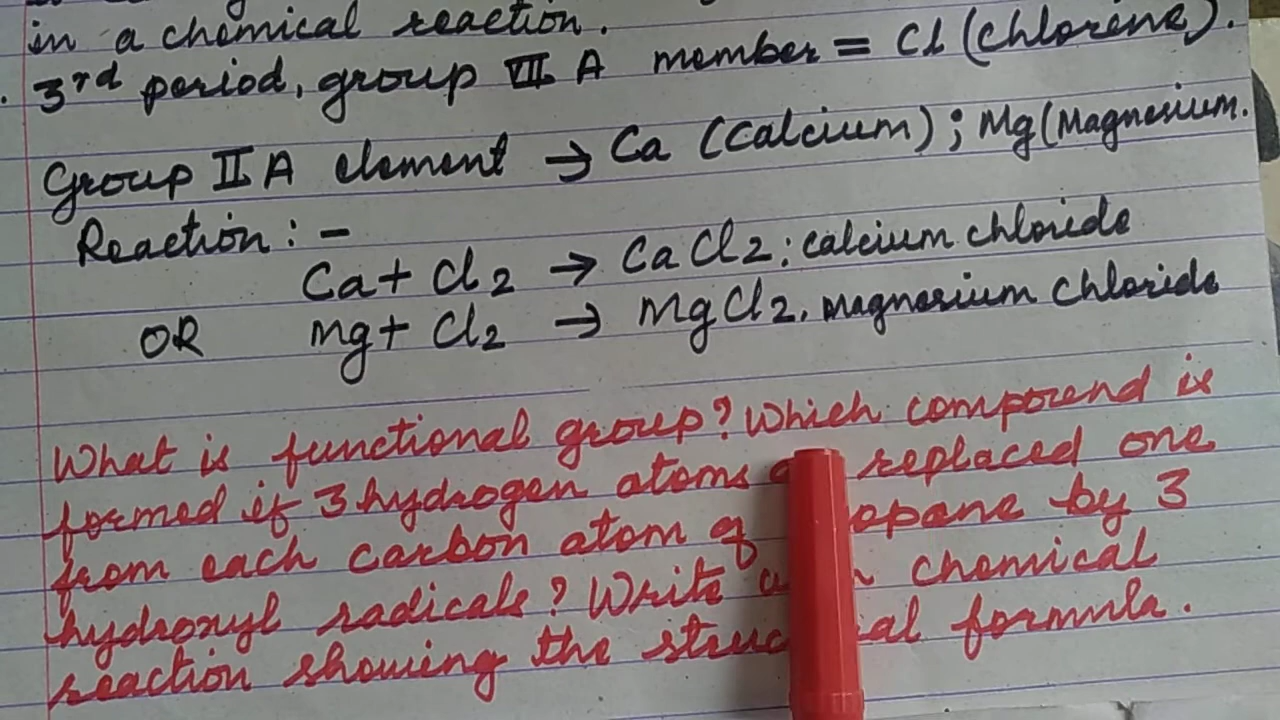 in a chemical reaction.
3rd period, group VII A member = Cl (Chlorine).
Group II A element → Ca (Calcium) ; Mg (Magnesium.
Reaction : -
Ca + Cl2 → CaCl2 : calcium chloride
OR Mg + Cl2 → MgCl2. Magnesium Chloride
What is functional group? Which compound is
formed if 3 hydrogen atoms replaced one
from each carbon atom of opane by 3
hydroxyl radicals? Write chemical
reaction showing the struc al formula.